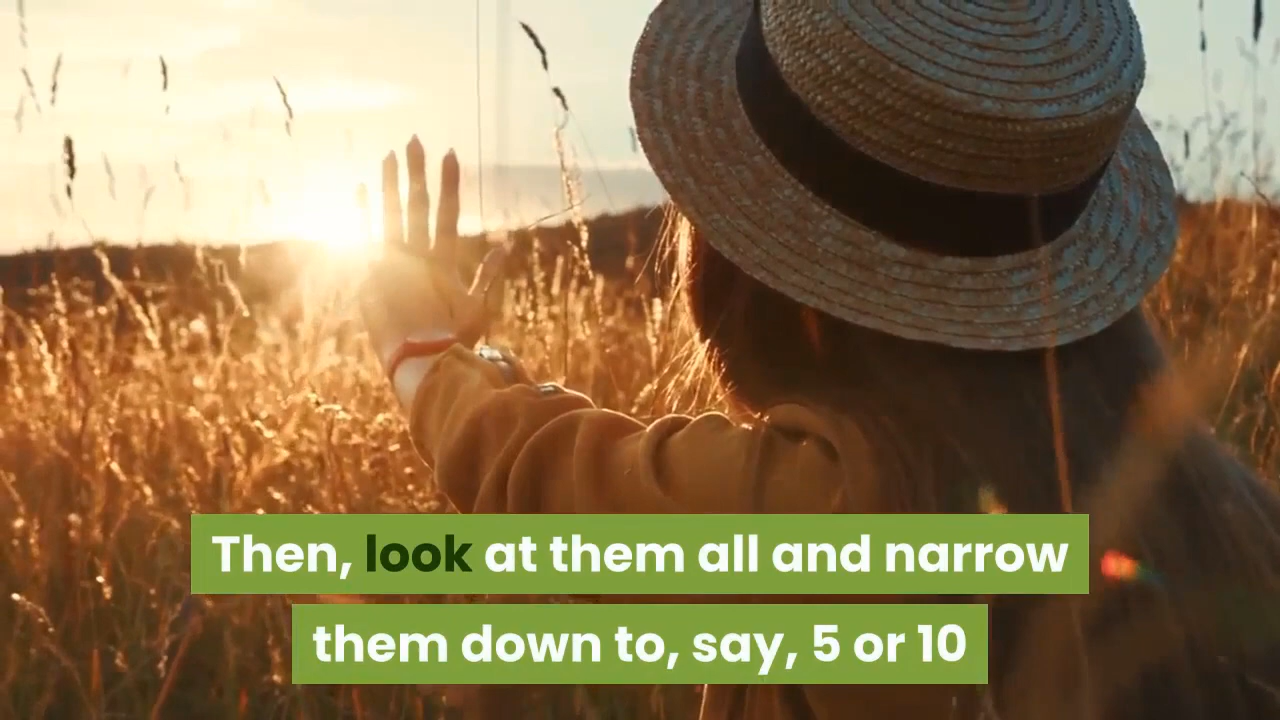 Then, look at them all and narrow
them down to, say, 5 or 10